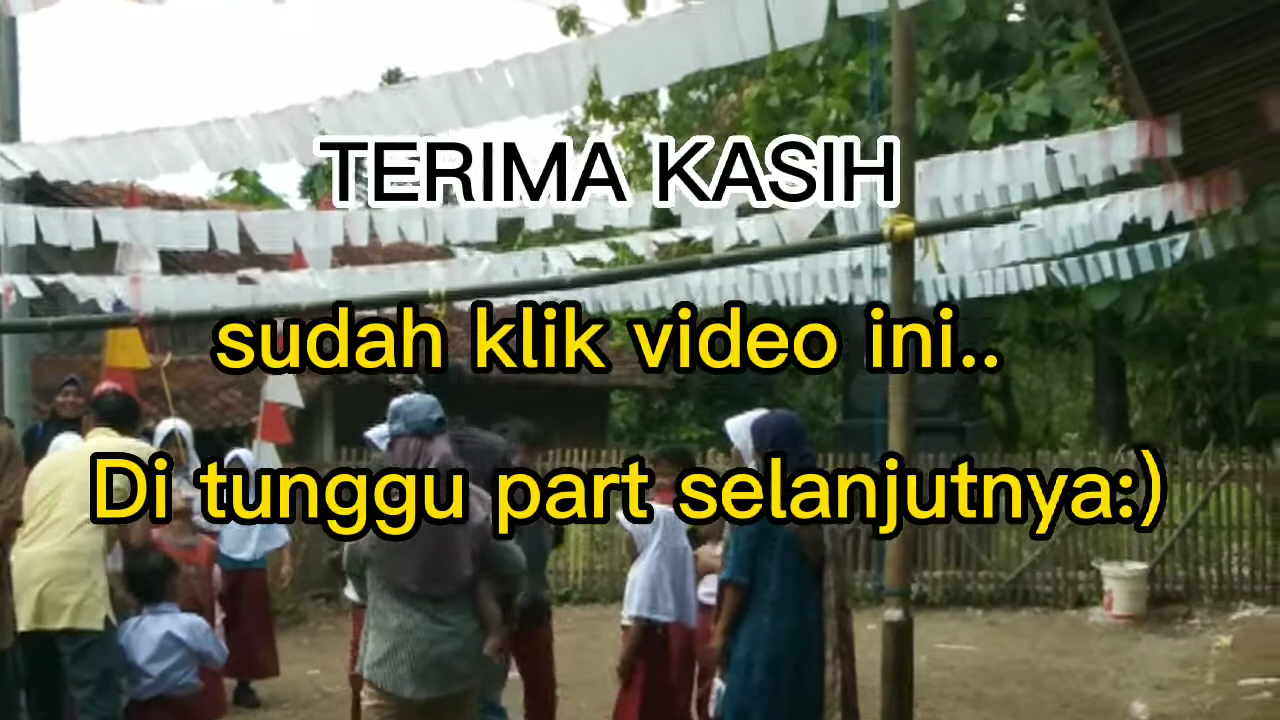 TERIMA KASIH
sudah klik video ini..
Di tunggu part selanjutnya:)